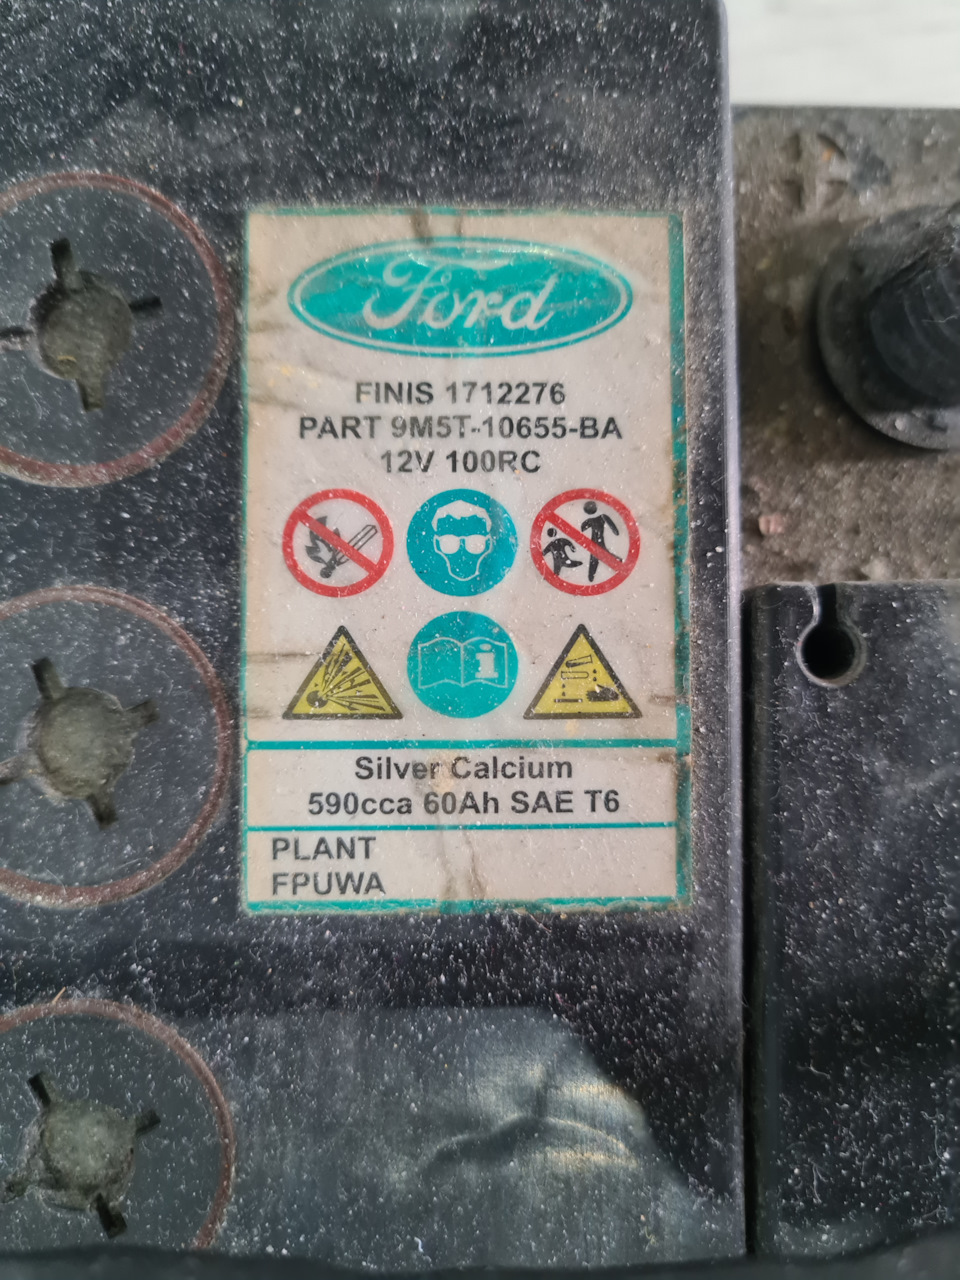 Ford
FINIS 1712276
PART 9M5T-10655-BA
12V 100RC
Silver Calcium
590cca 60Ah SAE T6
PLANT
FPUWA